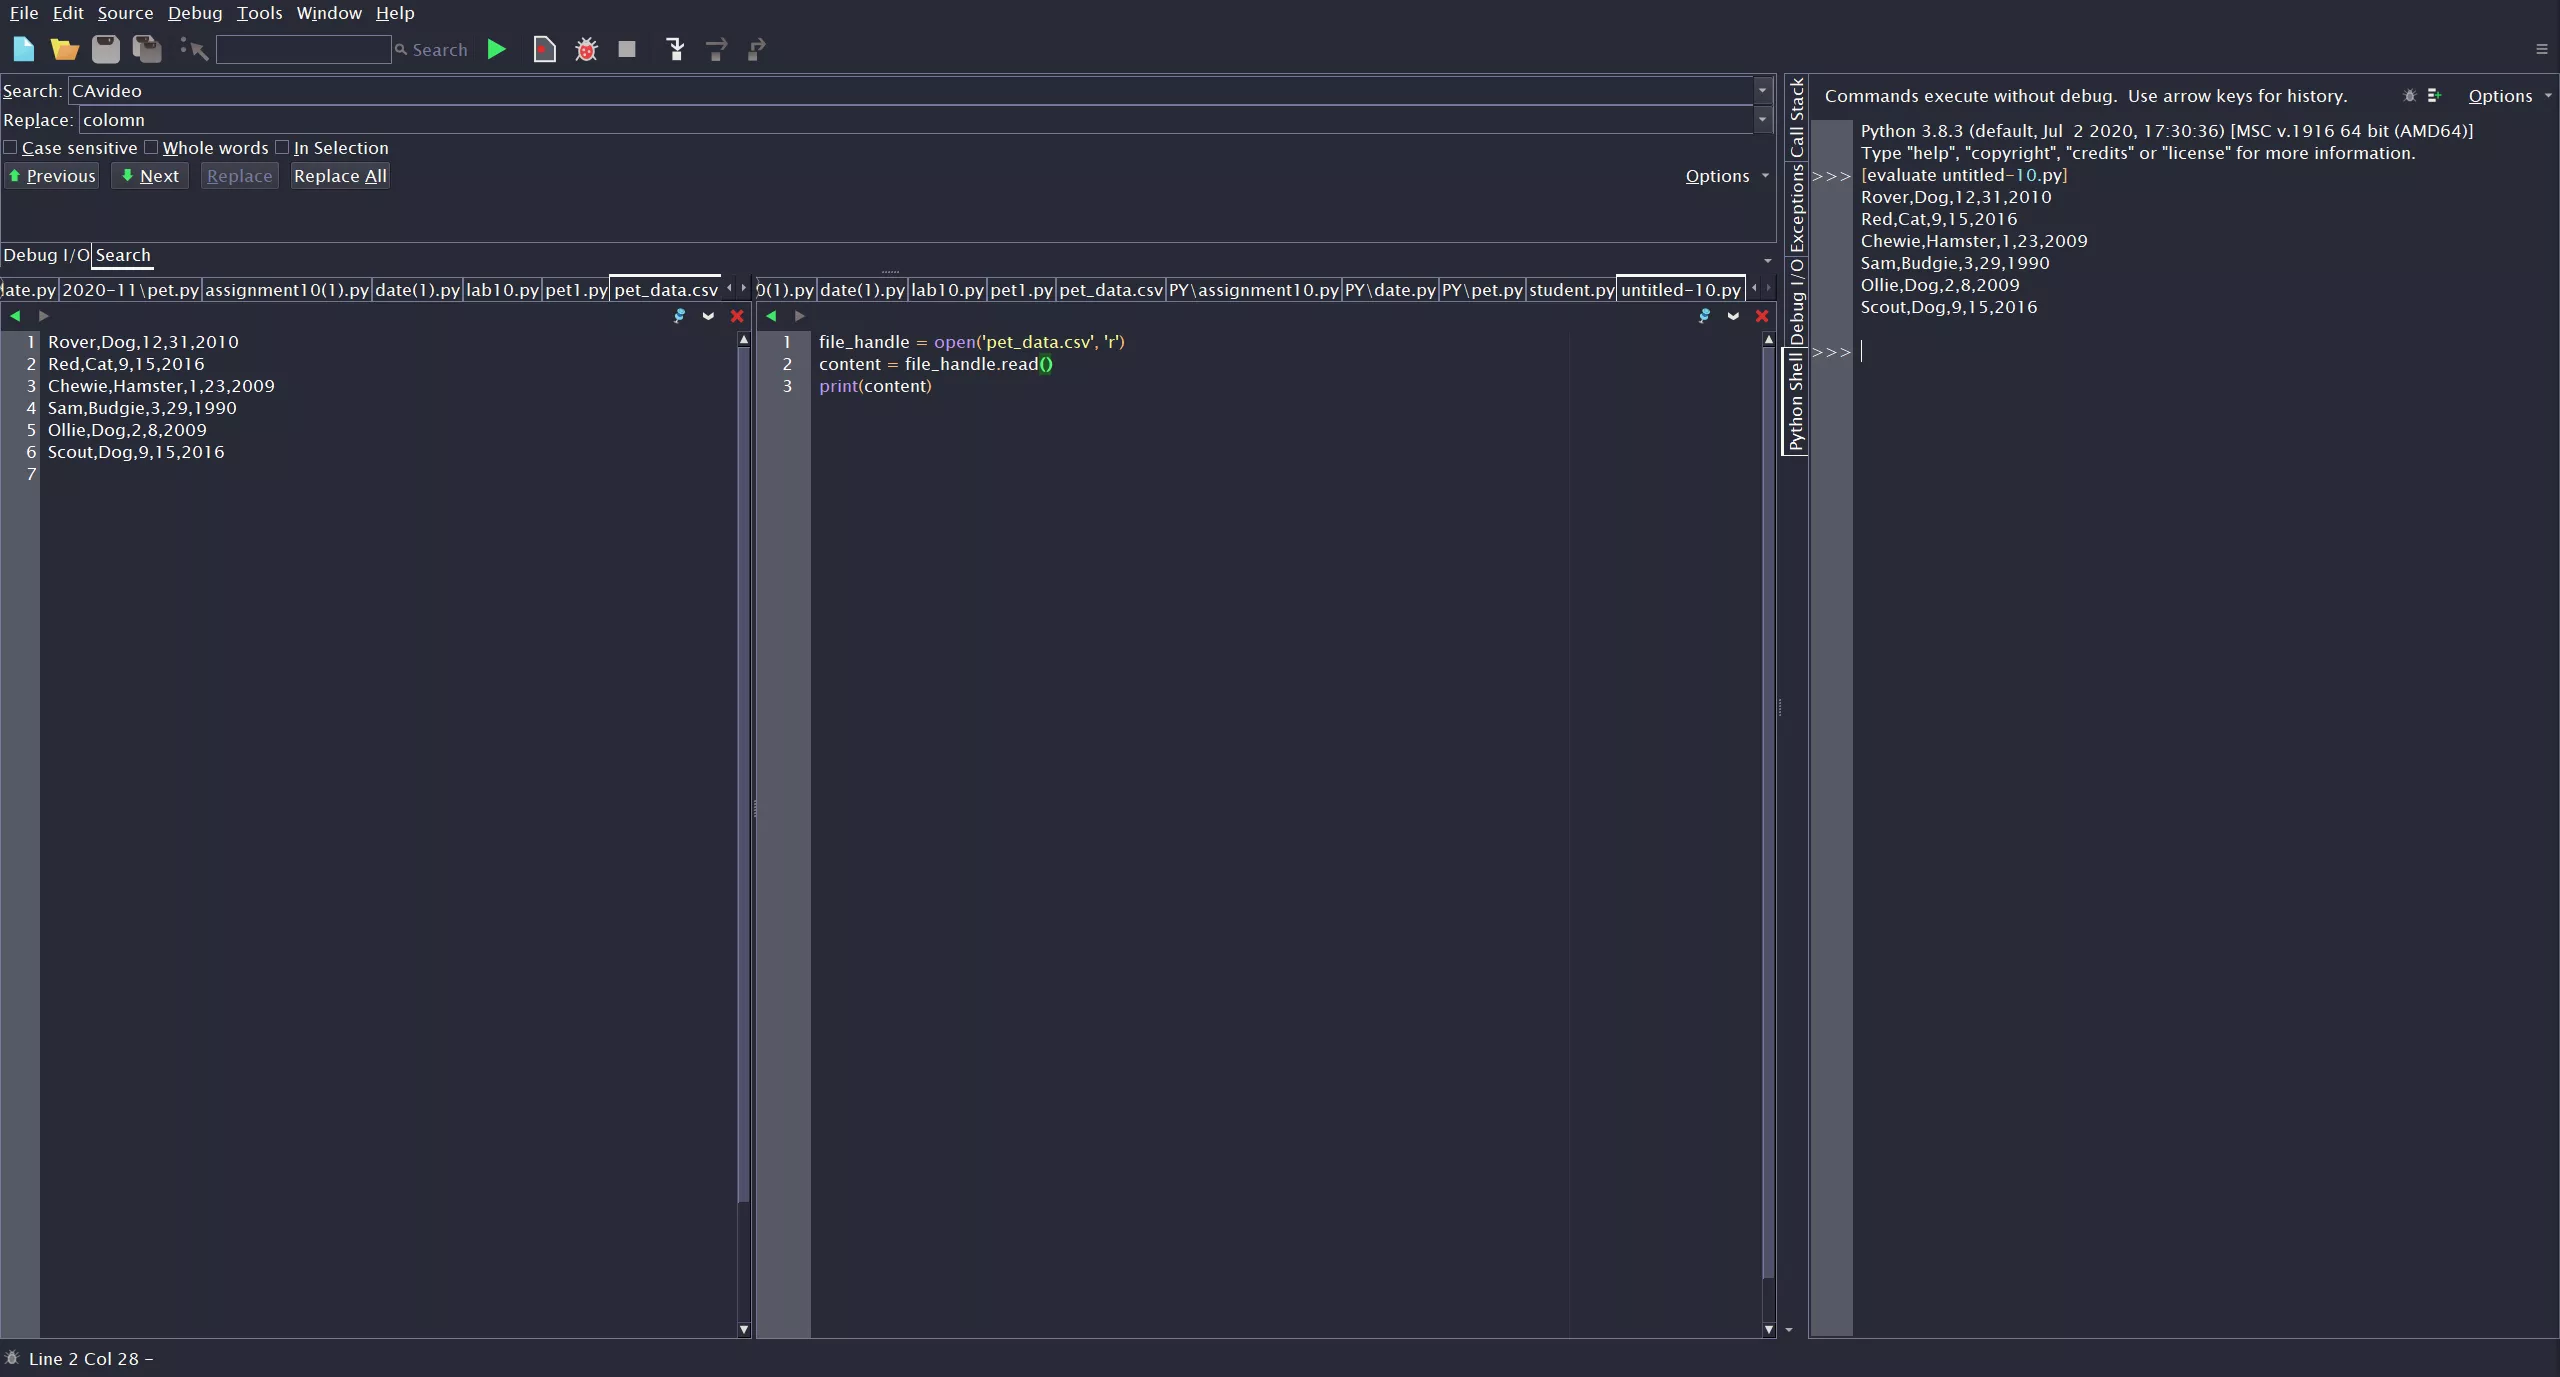 File Edit Source Debug Tools Window Help
Search
Search: CAvideo
Replace: colomn
Case sensitive Whole words In Selection
Previous Next Replace Replace All Options
Debug I/O Search
ate.py 2020-11\pet.py assignment10(1).py date(1).py lab10.py pet1.py pet_data.csv
1 Rover,Dog,12,31,2010
2 Red,Cat,9,15,2016
3 Chewie,Hamster,1,23,2009
4 Sam,Budgie,3,29,1990
5 Ollie,Dog,2,8,2009
6 Scout,Dog,9,15,2016
7
0(1).py date(1).py lab10.py pet1.py pet_data.csv PY\assignment10.py PY\date.py PY\pet.py student.py untitled-10.py
1 file_handle = open('pet_data.csv', 'r')
2 content = file_handle.read()
3 print(content)
Call Stack
Exceptions
Debug I/O
Python Shell
Commands execute without debug. Use arrow keys for history. Options
Python 3.8.3 (default, Jul 2 2020, 17:30:36) [MSC v.1916 64 bit (AMD64)]
Type "help", "copyright", "credits" or "license" for more information.
>>> [evaluate untitled-10.py]
Rover,Dog,12,31,2010
Red,Cat,9,15,2016
Chewie,Hamster,1,23,2009
Sam,Budgie,3,29,1990
Ollie,Dog,2,8,2009
Scout,Dog,9,15,2016
>>>
Line 2 Col 28 -